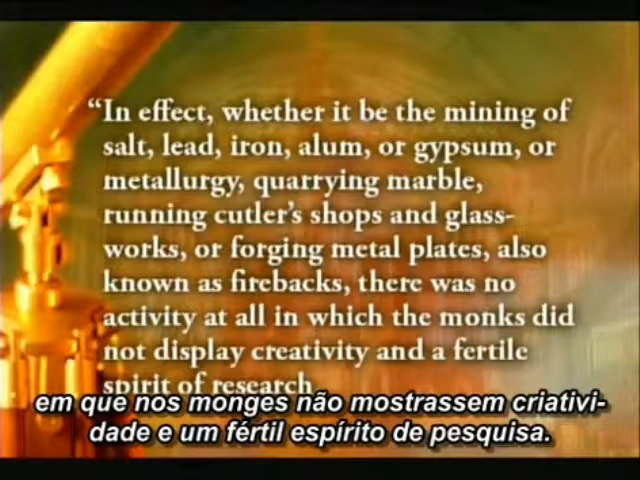 “In effect, whether it be the mining of
salt, lead, iron, alum, or gypsum, or
metallurgy, quarrying marble,
running cutler’s shops and glass-
works, or forging metal plates, also
known as firebacks, there was no
activity at all in which the monks did
not display creativity and a fertile
spirit of research
em que nos monges não mostrassem criativi-
dade e um fértil espírito de pesquisa.